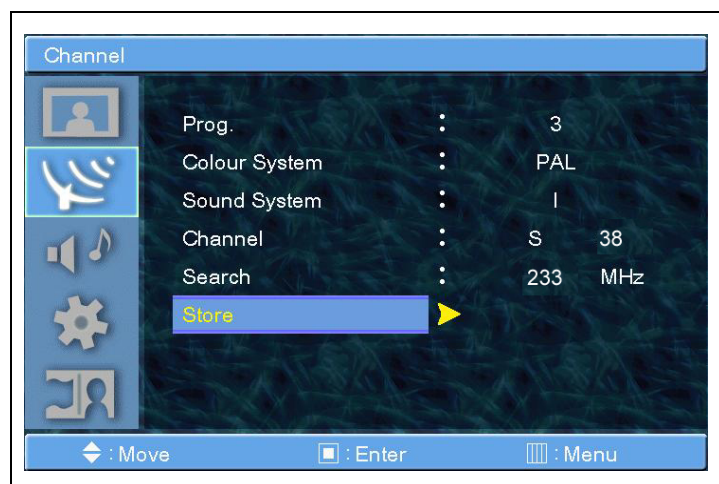 Channel
Prog. : 3
Colour System : PAL
Sound System : I
Channel : S 38
Search : 233 MHz
Store
: Move : Enter : Menu